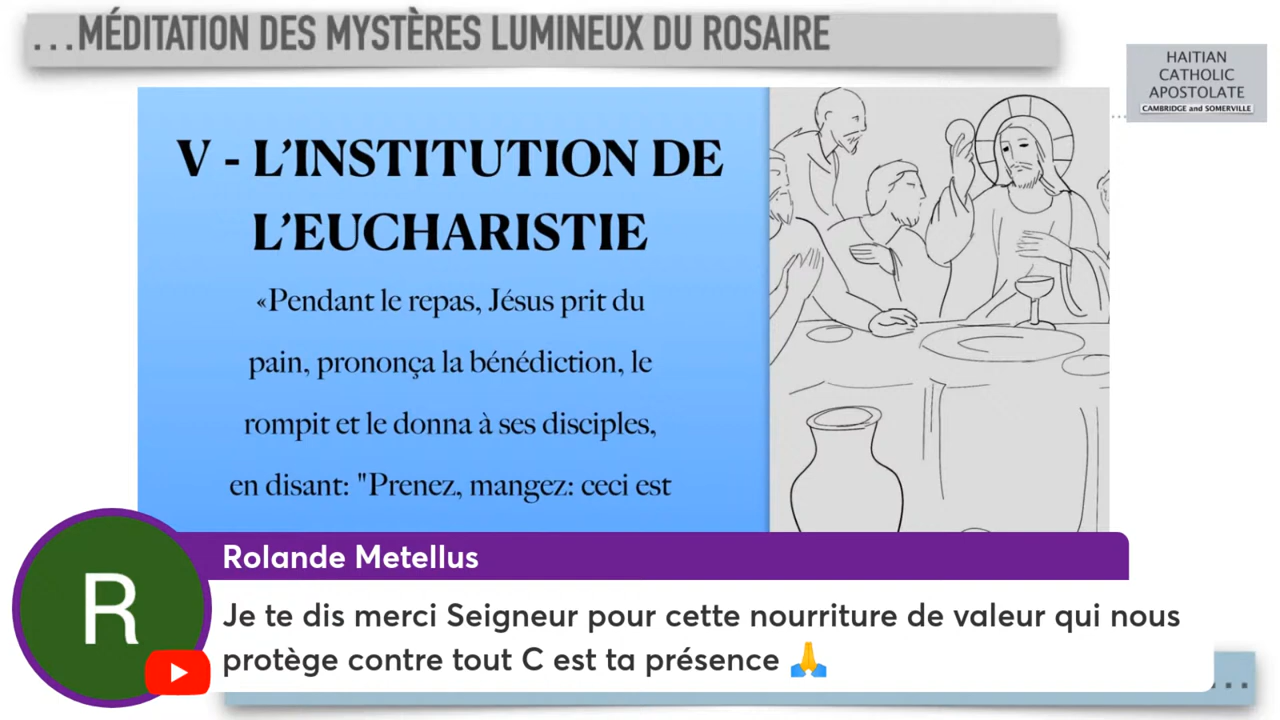 ...MÉDITATION DES MYSTÈRES LUMINEUX DU ROSAIRE
HAITIAN
CATHOLIC
APOSTOLATE
CAMBRIDGE and SOMERVILLE
V - L'INSTITUTION DE
L'EUCHARISTIE
«Pendant le repas, Jésus prit du
pain, prononça la bénédiction, le
rompit et le donna à ses disciples,
en disant: "Prenez, mangez: ceci est
R
Rolande Metellus
Je te dis merci Seigneur pour cette nourriture de valeur qui nous
protège contre tout C est ta présence 🙏